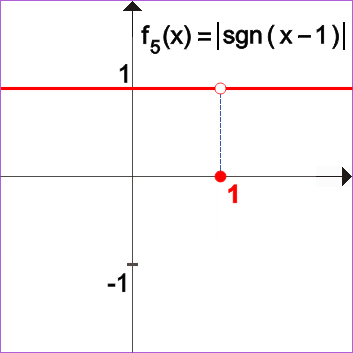 f₅(x) = |sgn(x – 1)|
1
1
-1